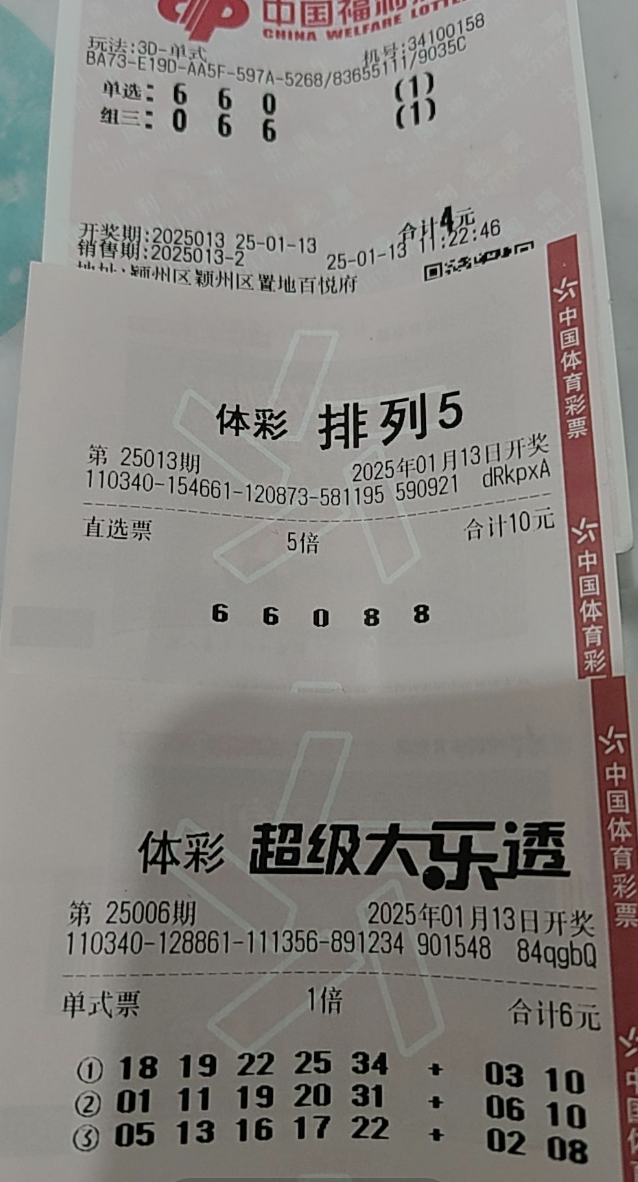 中国福利
CHINA WELFARE LOTTE
玩法:3D-单式 机号:34100158
BA73-E19D-AA5F-597A-5268/83655111/9035C
单选: 6 6 0 (1)
组三: 0 6 6 (1)
合计4元
开奖期:2025013 25-01-13
销售期:2025013-2 25-01-13 11:22:46
地址:颍州区颍州区置地百悦府
中国体育彩票
体彩 排列5
第 25013期 2025年01月13日开奖
110340-154661-120873-581195 590921 dRkpxA
直选票 5倍 合计10元
中国体育彩
6 6 0 8 8
中国体育彩票
体彩 超级大乐透
第 25006期 2025年01月13日开奖
110340-128861-111356-891234 901548 84qgbQ
单式票 1倍 合计6元
① 18 19 22 25 34 + 03 10
② 01 11 19 20 31 + 06 10
③ 05 13 16 17 22 + 02 08
中国体